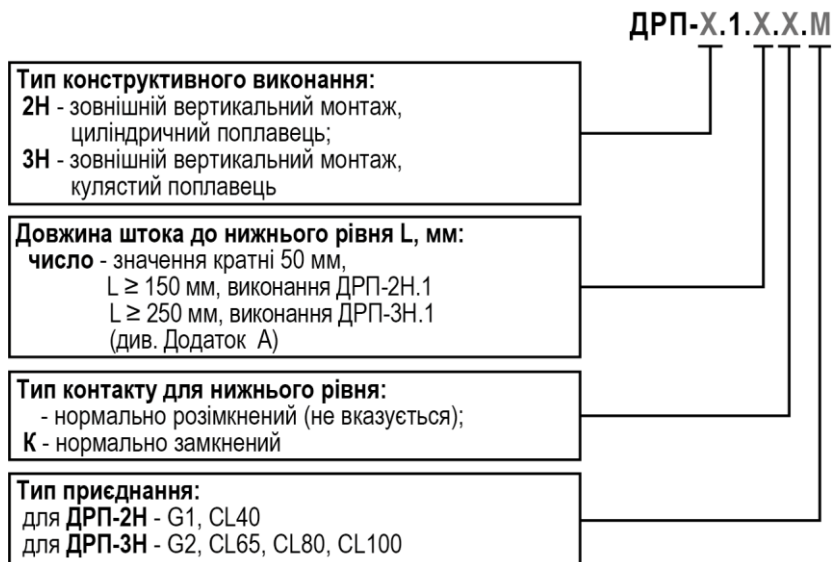 ДРП-X.1.X.X.М
Тип конструктивного виконання:
2Н - зовнішній вертикальний монтаж,
циліндричний поплавець;
3Н - зовнішній вертикальний монтаж,
кулястий поплавець
Довжина штока до нижнього рівня L, мм:
число - значення кратні 50 мм,
L ≥ 150 мм, виконання ДРП-2Н.1
L ≥ 250 мм, виконання ДРП-3Н.1
(див. Додаток А)
Тип контакту для нижнього рівня:
- нормально розімкнений (не вказується);
К - нормально замкнений
Тип приєднання:
для ДРП-2Н - G1, CL40
для ДРП-3Н - G2, CL65, CL80, CL100